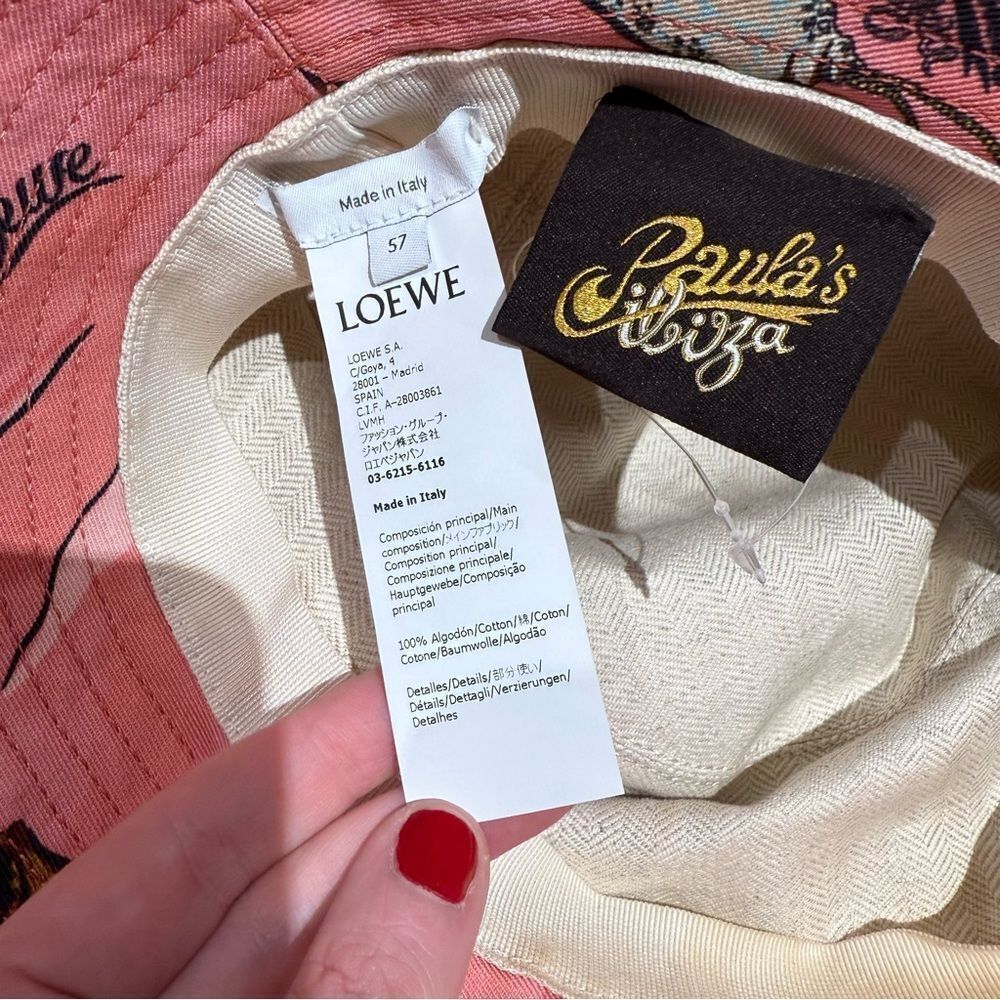 Made in Italy
57
LOEWE
LOEWE S.A.
C/Goya, 4
28001 – Madrid
SPAIN
C.I.F. A-28003861
LVMH
ファッション・グループ・
ジャパン株式会社
ロエベジャパン
03-6215-6116
Made in Italy
Composición principal/Main
composition/メインファブリック/
Composition principal/
Composizione principale/
Hauptgewebe/Composição
principal
100% Algodón/Cotton/綿/Coton/
Cotone/Baumwolle/Algodão
Detalles/Details/部分使い/
Détails/Dettagli/Verzierungen/
Detalhes
Paula's
ibiza